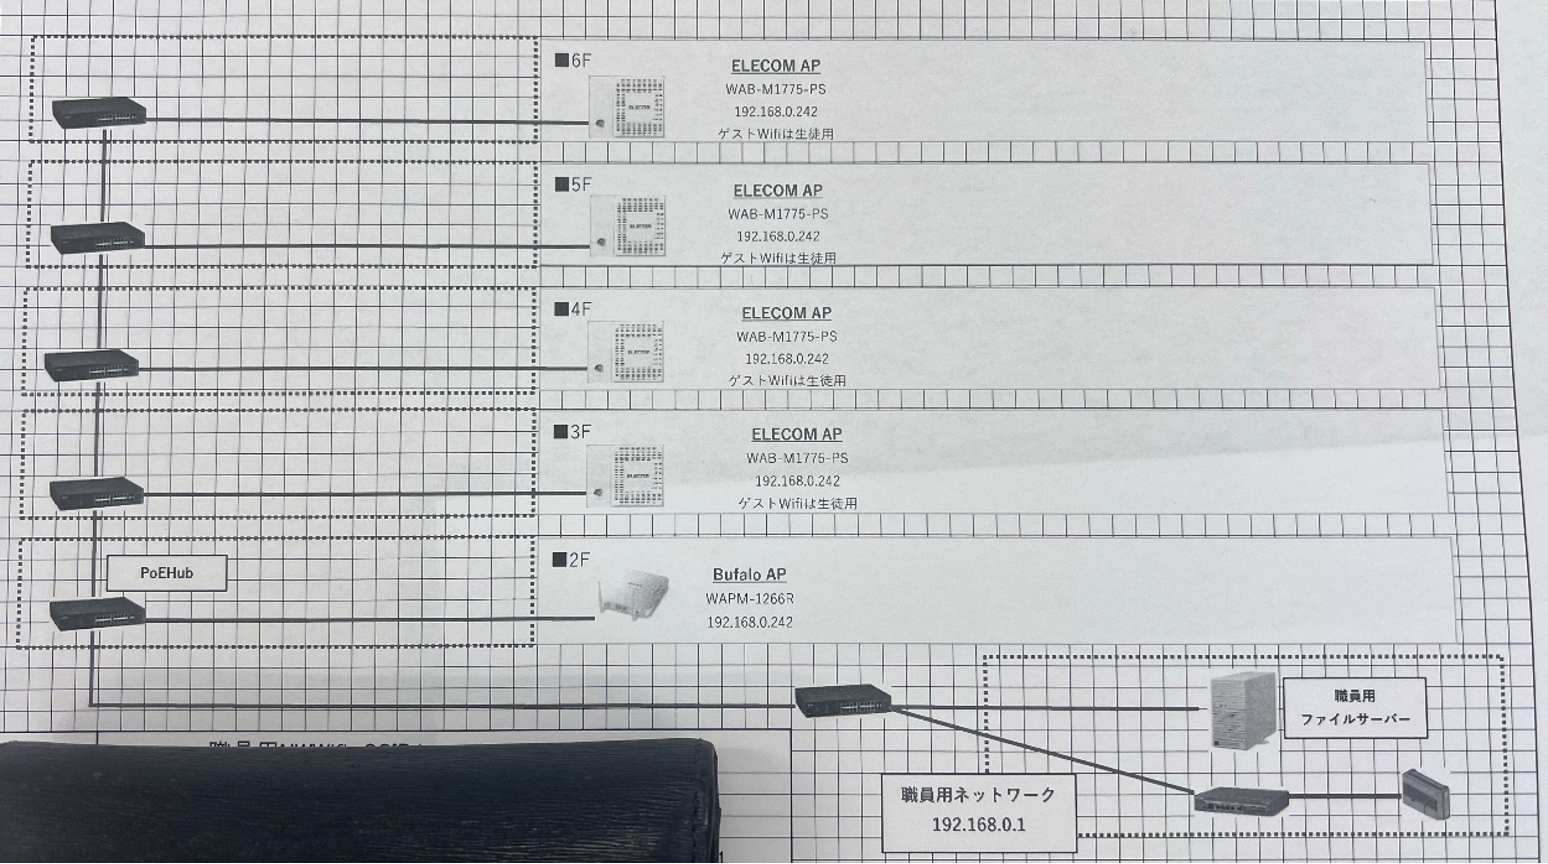 ■6F
ELECOM AP
WAB-M1775-PS
192.168.0.242
ゲストWifiは生徒用
ELECOM
■5F
ELECOM AP
WAB-M1775-PS
192.168.0.242
ゲストWifiは生徒用
ELECOM
■4F
ELECOM AP
WAB-M1775-PS
192.168.0.242
ゲストWifiは生徒用
ELECOM
■3F
ELECOM AP
WAB-M1775-PS
192.168.0.242
ゲストWifiは生徒用
ELECOM
PoEHub
■2F
Bufalo AP
WAPM-1266R
192.168.0.242
職員用
ファイルサーバー
職員用ネットワーク
192.168.0.1